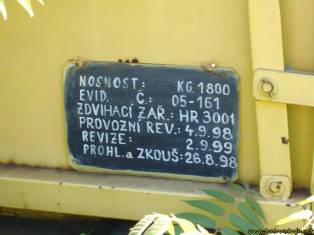 NOSNOST: KG. 1800
EVID. Č.: 05-161
ZDVIHACÍ ZAŘ.: HR 3001
PROVOZNÍ REV.: 4.9.98
REVIZE: 2.9.99
PROHL. a ZKOUŠ: 26.8.98